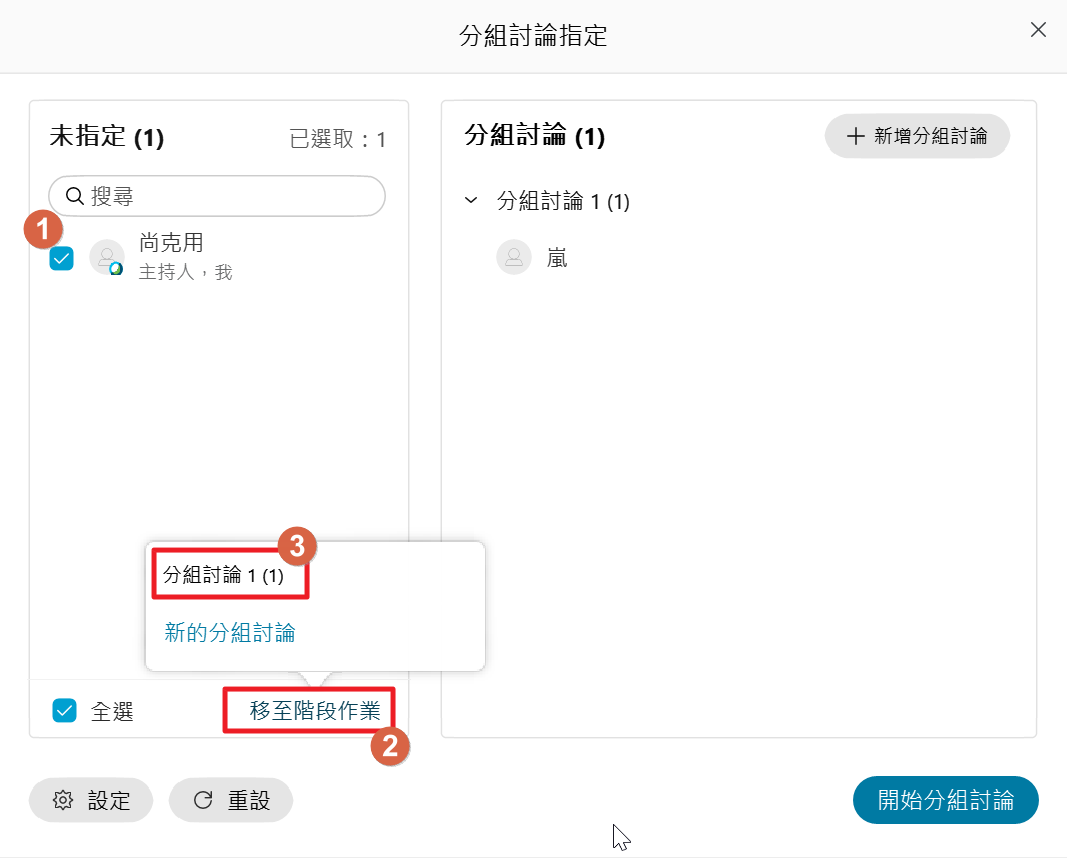 分組討論指定
未指定 (1)
已選取：1
搜尋
1
尚克用
主持人，我
3
分組討論 1 (1)
新的分組討論
全選
移至階段作業
2
分組討論 (1)
新增分組討論
分組討論 1 (1)
嵐
設定
重設
開始分組討論